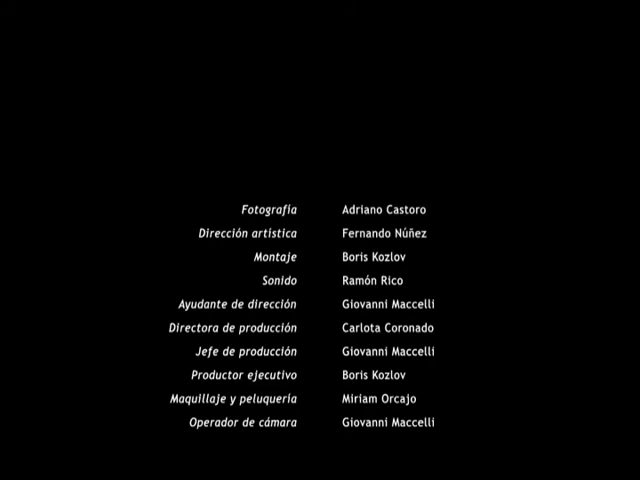 Fotografía Adriano Castoro
Dirección artística Fernando Núñez
Montaje Boris Kozlov
Sonido Ramón Rico
Ayudante de dirección Giovanni Maccelli
Directora de producción Carlota Coronado
Jefe de producción Giovanni Maccelli
Productor ejecutivo Boris Kozlov
Maquillaje y peluquería Miriam Orcajo
Operador de cámara Giovanni Maccelli